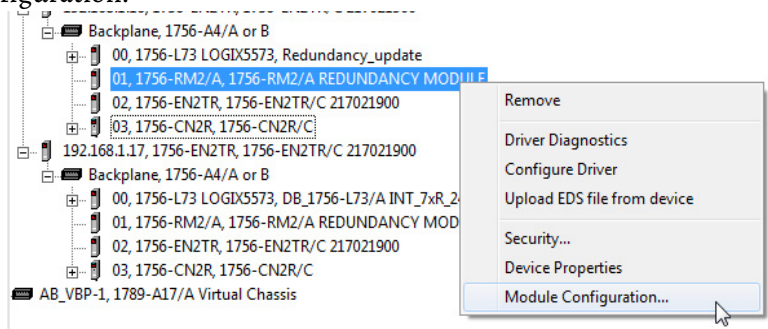 guration.
Backplane, 1756-A4/A or B
00, 1756-L73 LOGIX5573, Redundancy_update
01, 1756-RM2/A, 1756-RM2/A REDUNDANCY MODULE
02, 1756-EN2TR, 1756-EN2TR/C 217021900
03, 1756-CN2R, 1756-CN2R/C
192.168.1.17, 1756-EN2TR, 1756-EN2TR/C 217021900
Backplane, 1756-A4/A or B
00, 1756-L73 LOGIX5573, DB_1756-L73/A INT_7xR_2
01, 1756-RM2/A, 1756-RM2/A REDUNDANCY MOD
02, 1756-EN2TR, 1756-EN2TR/C 217021900
03, 1756-CN2R, 1756-CN2R/C
AB_VBP-1, 1789-A17/A Virtual Chassis
Remove
Driver Diagnostics
Configure Driver
Upload EDS file from device
Security...
Device Properties
Module Configuration...